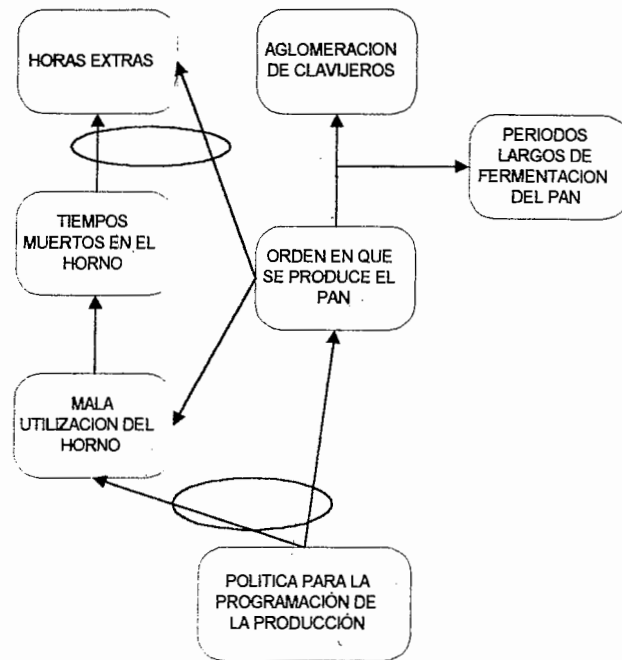 HORAS EXTRAS
AGLOMERACION
DE CLAVIJEROS
PERIODOS
LARGOS DE
FERMENTACION
DEL PAN
TIEMPOS
MUERTOS EN EL
HORNO
ORDEN EN QUE
SE PRODUCE EL
PAN
MALA
UTILIZACION DEL
HORNO
POLITICA PARA LA
PROGRAMACIÓN DE
LA PRODUCCIÓN